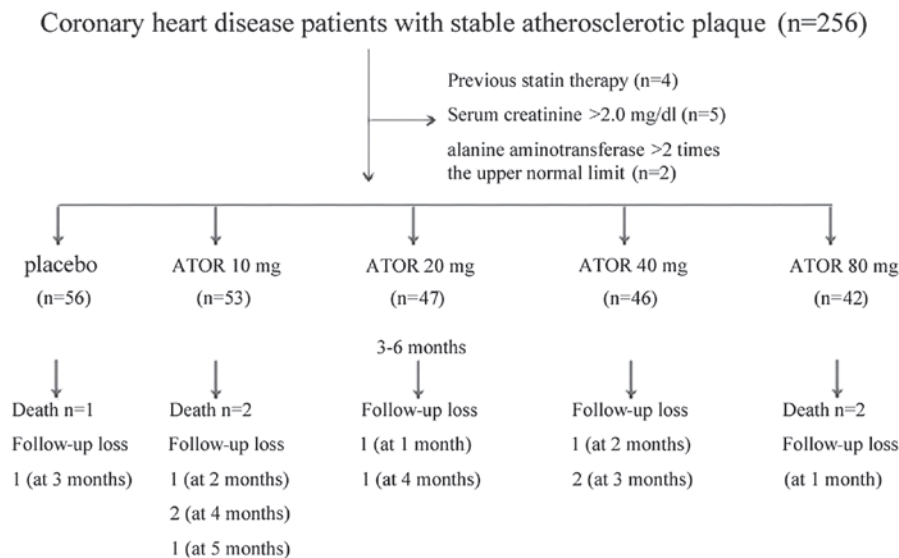 Coronary heart disease patients with stable atherosclerotic plaque (n=256)
Previous statin therapy (n=4)
Serum creatinine >2.0 mg/dl (n=5)
alanine aminotransferase >2 times
the upper normal limit (n=2)
placebo
(n=56)
ATOR 10 mg
(n=53)
ATOR 20 mg
(n=47)
ATOR 40 mg
(n=46)
ATOR 80 mg
(n=42)
3-6 months
Death n=1
Follow-up loss
1 (at 3 months)
Death n=2
Follow-up loss
1 (at 2 months)
2 (at 4 months)
1 (at 5 months)
Follow-up loss
1 (at 1 month)
1 (at 4 months)
Follow-up loss
1 (at 2 months)
2 (at 3 months)
Death n=2
Follow-up loss
(at 1 month)